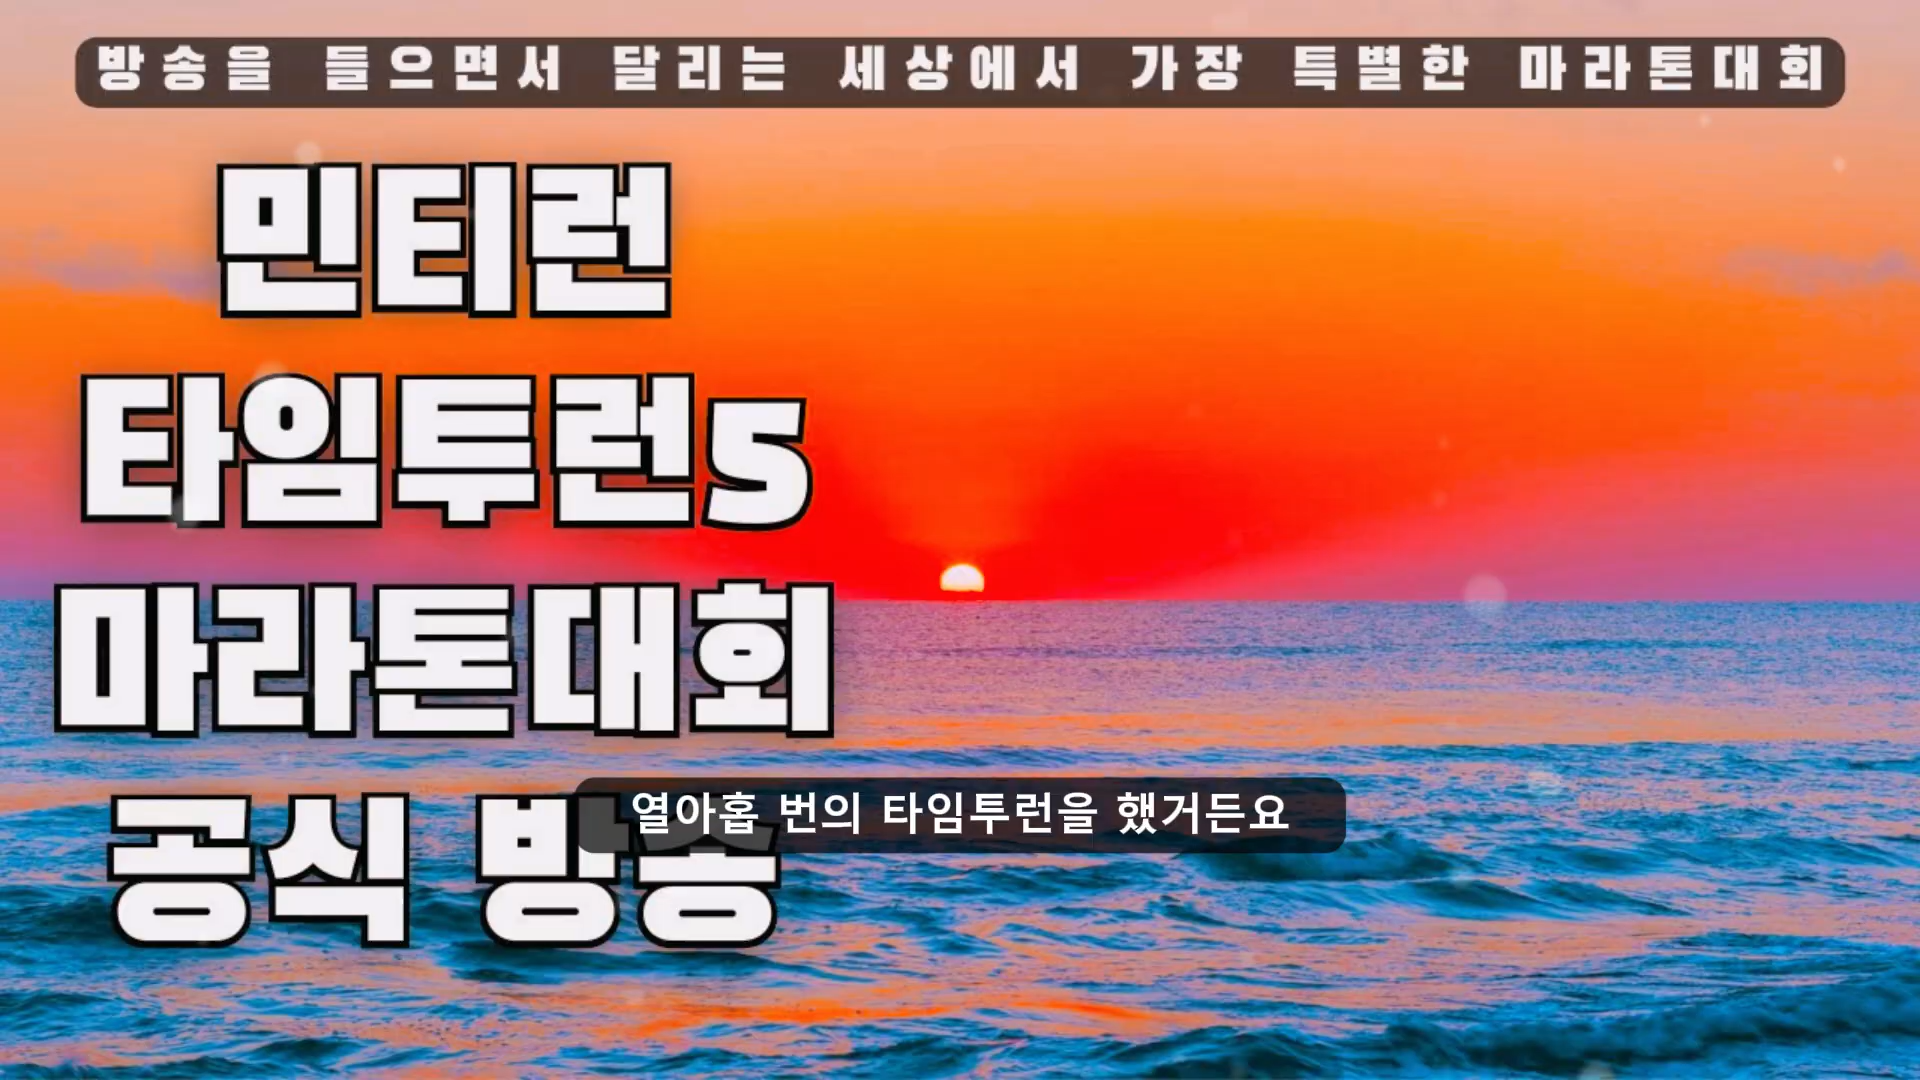 방송을 들으면서 달리는 세상에서 가장 특별한 마라톤대회
민티런
타임투런5
마라톤대회
공식 방송
열아홉 번의 타임투런을 했거든요